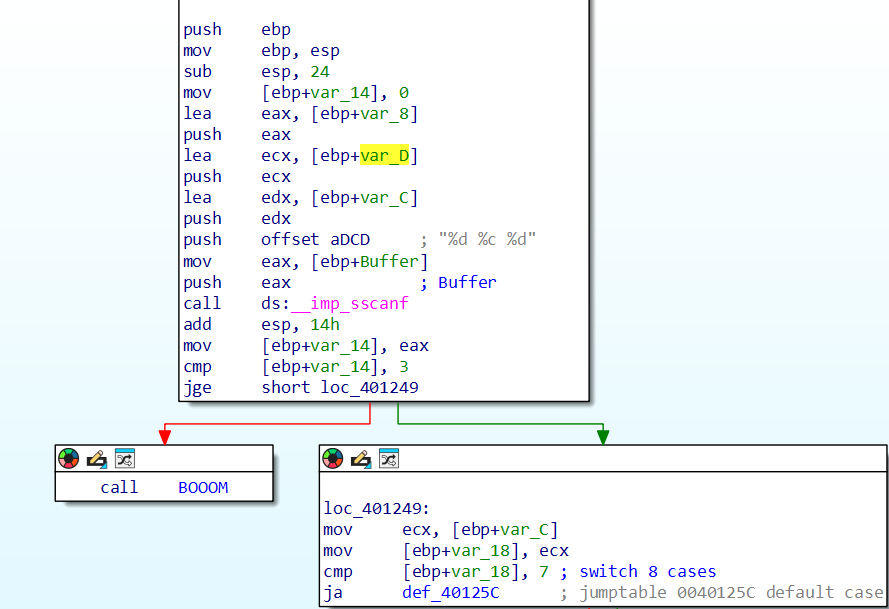 push ebp
mov ebp, esp
sub esp, 24
mov [ebp+var_14], 0
lea eax, [ebp+var_8]
push eax
lea ecx, [ebp+var_D]
push ecx
lea edx, [ebp+var_C]
push edx
push offset aDCD ; "%d %c %d"
mov eax, [ebp+Buffer]
push eax ; Buffer
call ds:__imp_sscanf
add esp, 14h
mov [ebp+var_14], eax
cmp [ebp+var_14], 3
jge short loc_401249
call BOOOM
loc_401249:
mov ecx, [ebp+var_C]
mov [ebp+var_18], ecx
cmp [ebp+var_18], 7 ; switch 8 cases
ja def_40125C ; jumptable 0040125C default case